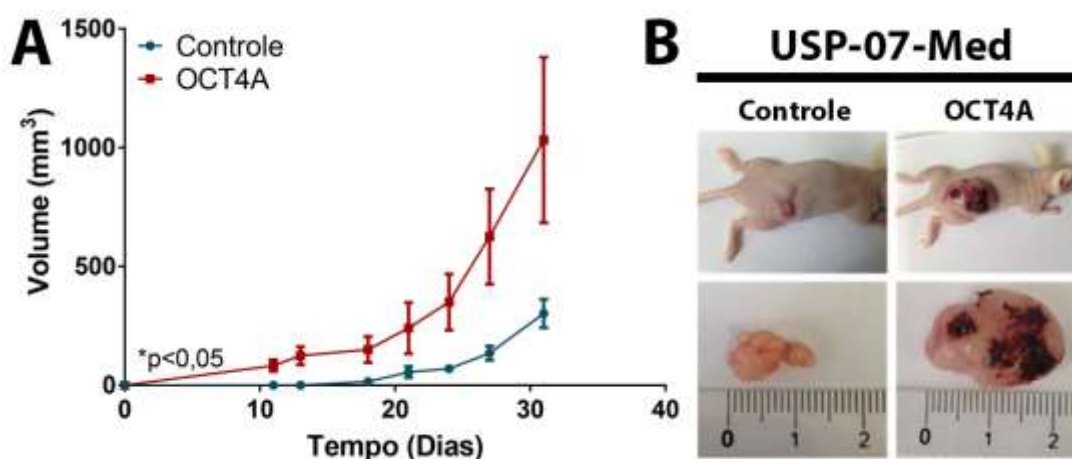 A
1500
1000
500
0
Volume (mm³)
Controle
OCT4A
*p<0,05
0 10 20 30 40
Tempo (Dias)
B
USP-07-Med
Controle OCT4A
0 1 2
0 1 2